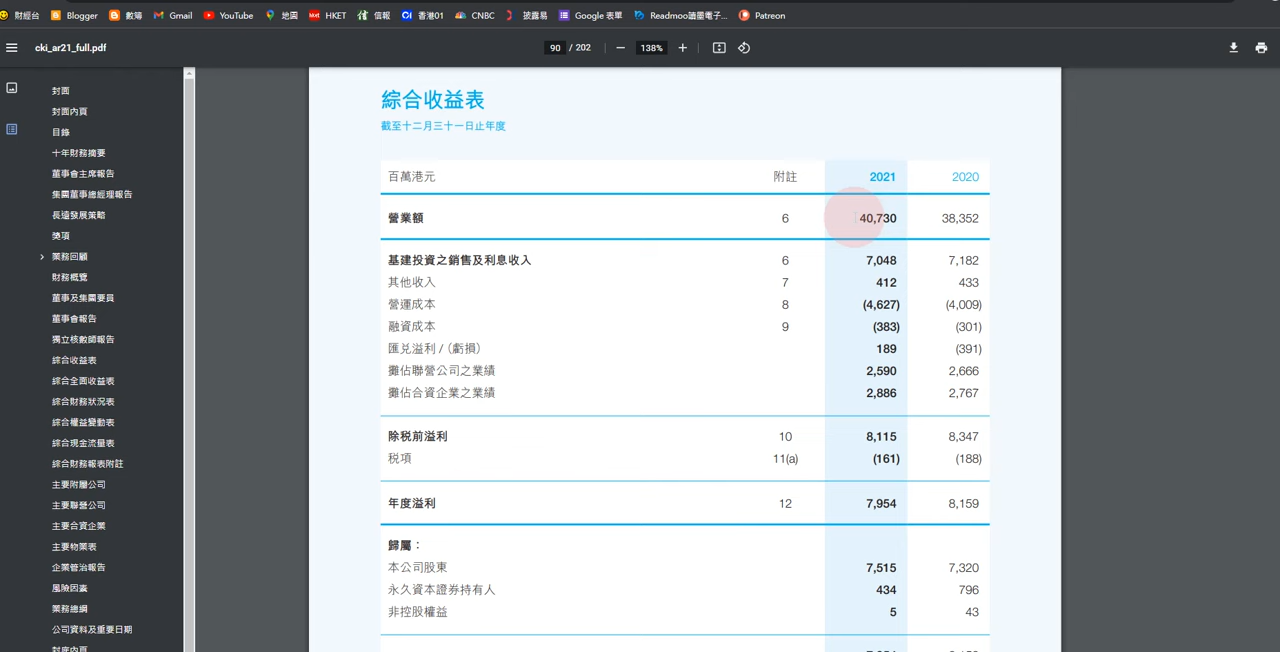 財經台 Blogger 數簿 Gmail YouTube 地圖 HKET 信報 香港01 CNBC 披露易 Google 表單 Readmoo讀墨電子... Patreon
cki_ar21_full.pdf 90 / 202 138%
封面
封面內頁
目錄
十年財務摘要
董事會主席報告
集團董事總經理報告
長遠發展策略
獎項
業務回顧
財務概覽
董事及集團要員
董事會報告
獨立核數師報告
綜合收益表
綜合全面收益表
綜合財務狀況表
綜合權益變動表
綜合現金流量表
綜合財務報表附註
主要附屬公司
主要聯營公司
主要合資企業
主要物業表
企業管治報告
風險因素
業務總綱
公司資料及重要日期
封底內頁
綜合收益表
截至十二月三十一日止年度
百萬港元 附註 2021 2020
營業額 6 40,730 38,352
基建投資之銷售及利息收入 6 7,048 7,182
其他收入 7 412 433
營運成本 8 (4,627) (4,009)
融資成本 9 (383) (301)
匯兌溢利 / (虧損) 189 (391)
攤佔聯營公司之業績 2,590 2,666
攤佔合資企業之業績 2,886 2,767
除稅前溢利 10 8,115 8,347
稅項 11(a) (161) (188)
年度溢利 12 7,954 8,159
歸屬：
本公司股東 7,515 7,320
永久資本證券持有人 434 796
非控股權益 5 43